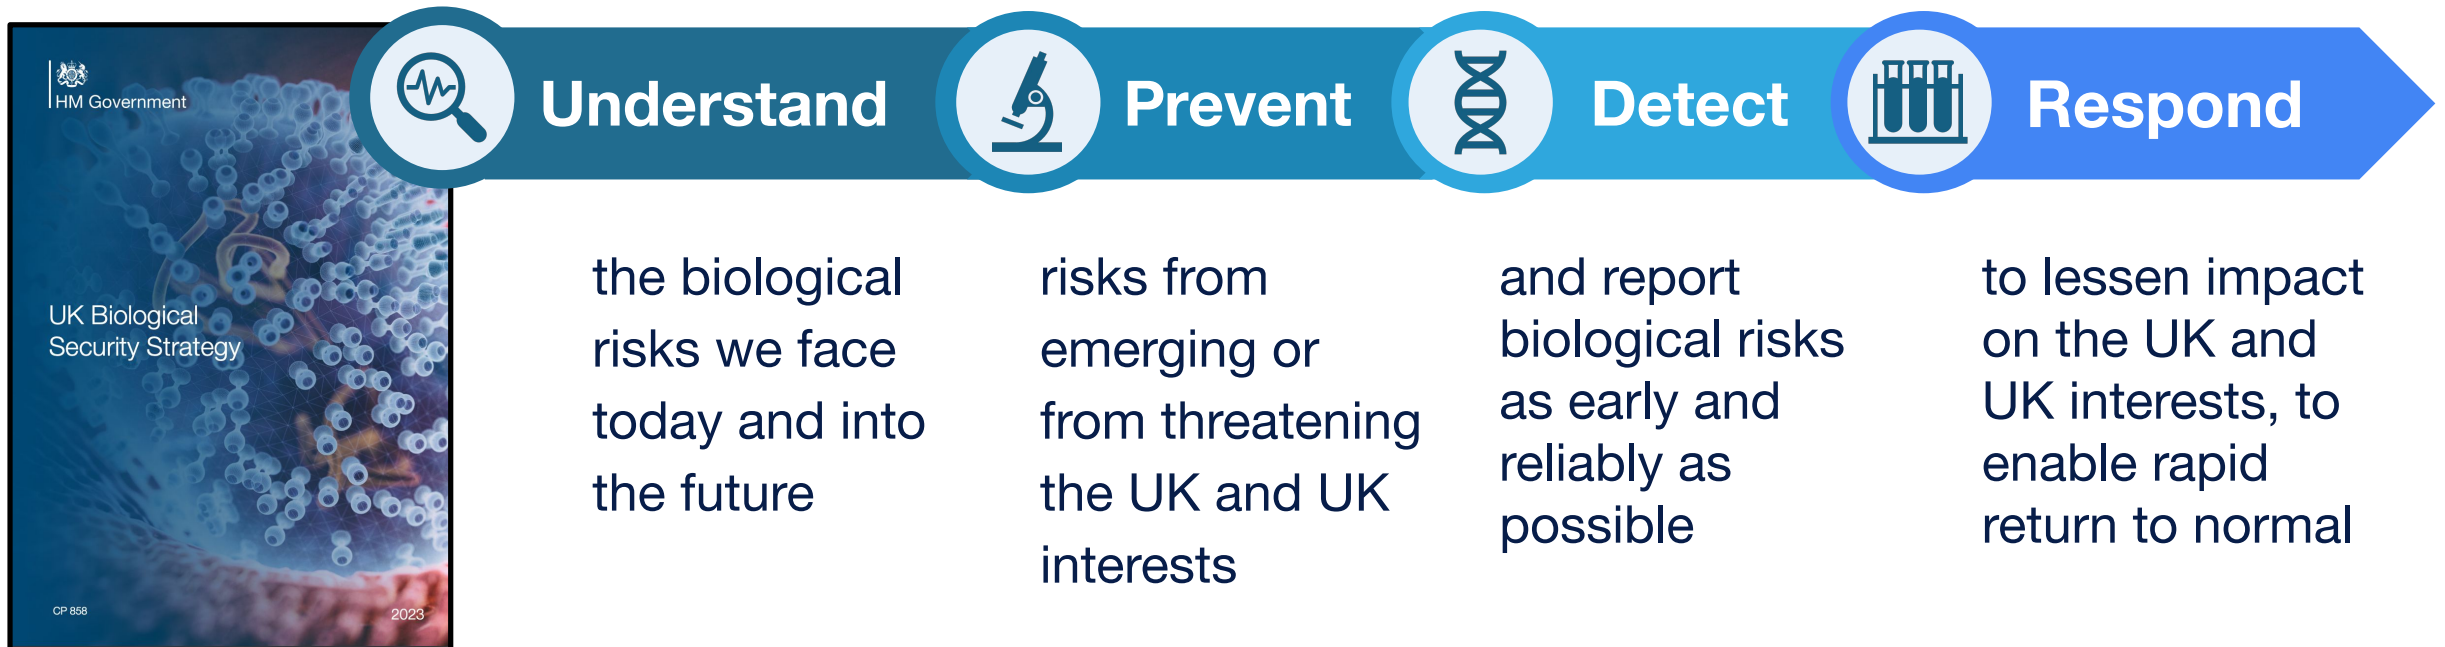 HM Government
UK Biological
Security Strategy
CP 858
2023
Understand
the biological
risks we face
today and into
the future
Prevent
risks from
emerging or
from threatening
the UK and UK
interests
Detect
and report
biological risks
as early and
reliably as
possible
Respond
to lessen impact
on the UK and
UK interests, to
enable rapid
return to normal